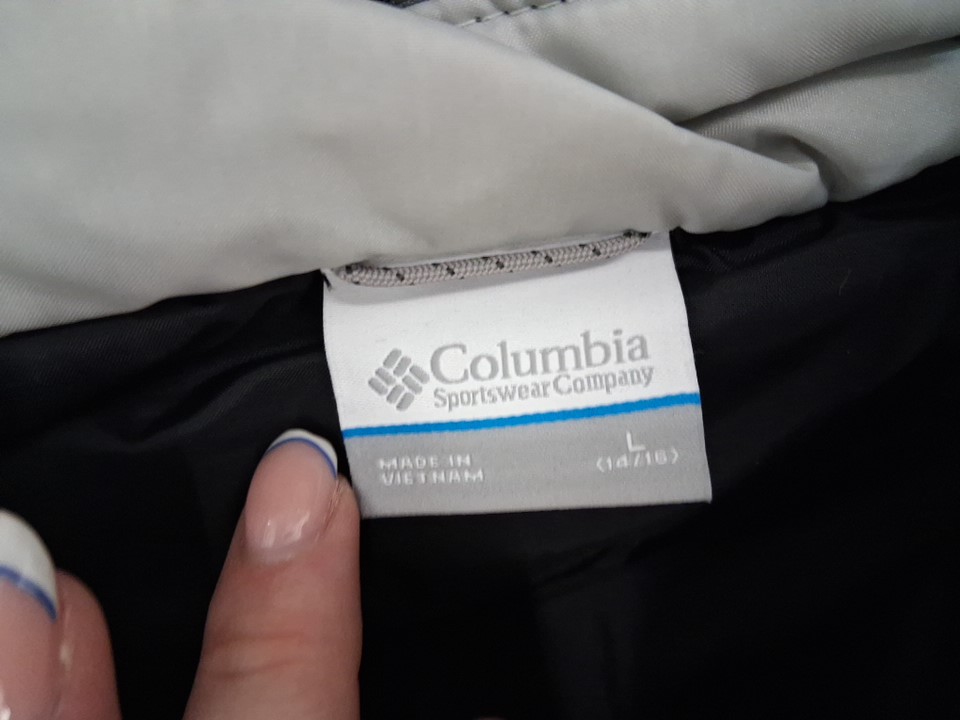 Columbia
Sportswear Company
L
MADE IN
VIETNAM
(14/16)